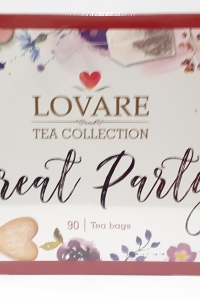 LOVARE
TEA COLLECTION
reat Party
90 | Tea bags